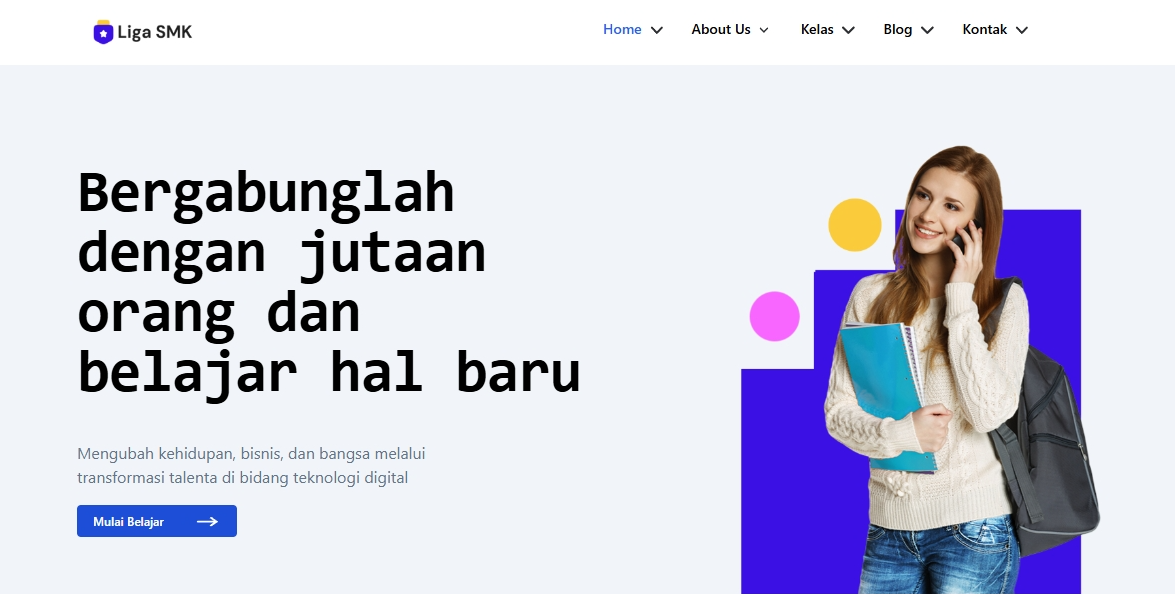 Liga SMK
Home
About Us
Kelas
Blog
Kontak
Bergabunglah
dengan jutaan
orang dan
belajar hal baru
Mengubah kehidupan, bisnis, dan bangsa melalui
transformasi talenta di bidang teknologi digital
Mulai Belajar